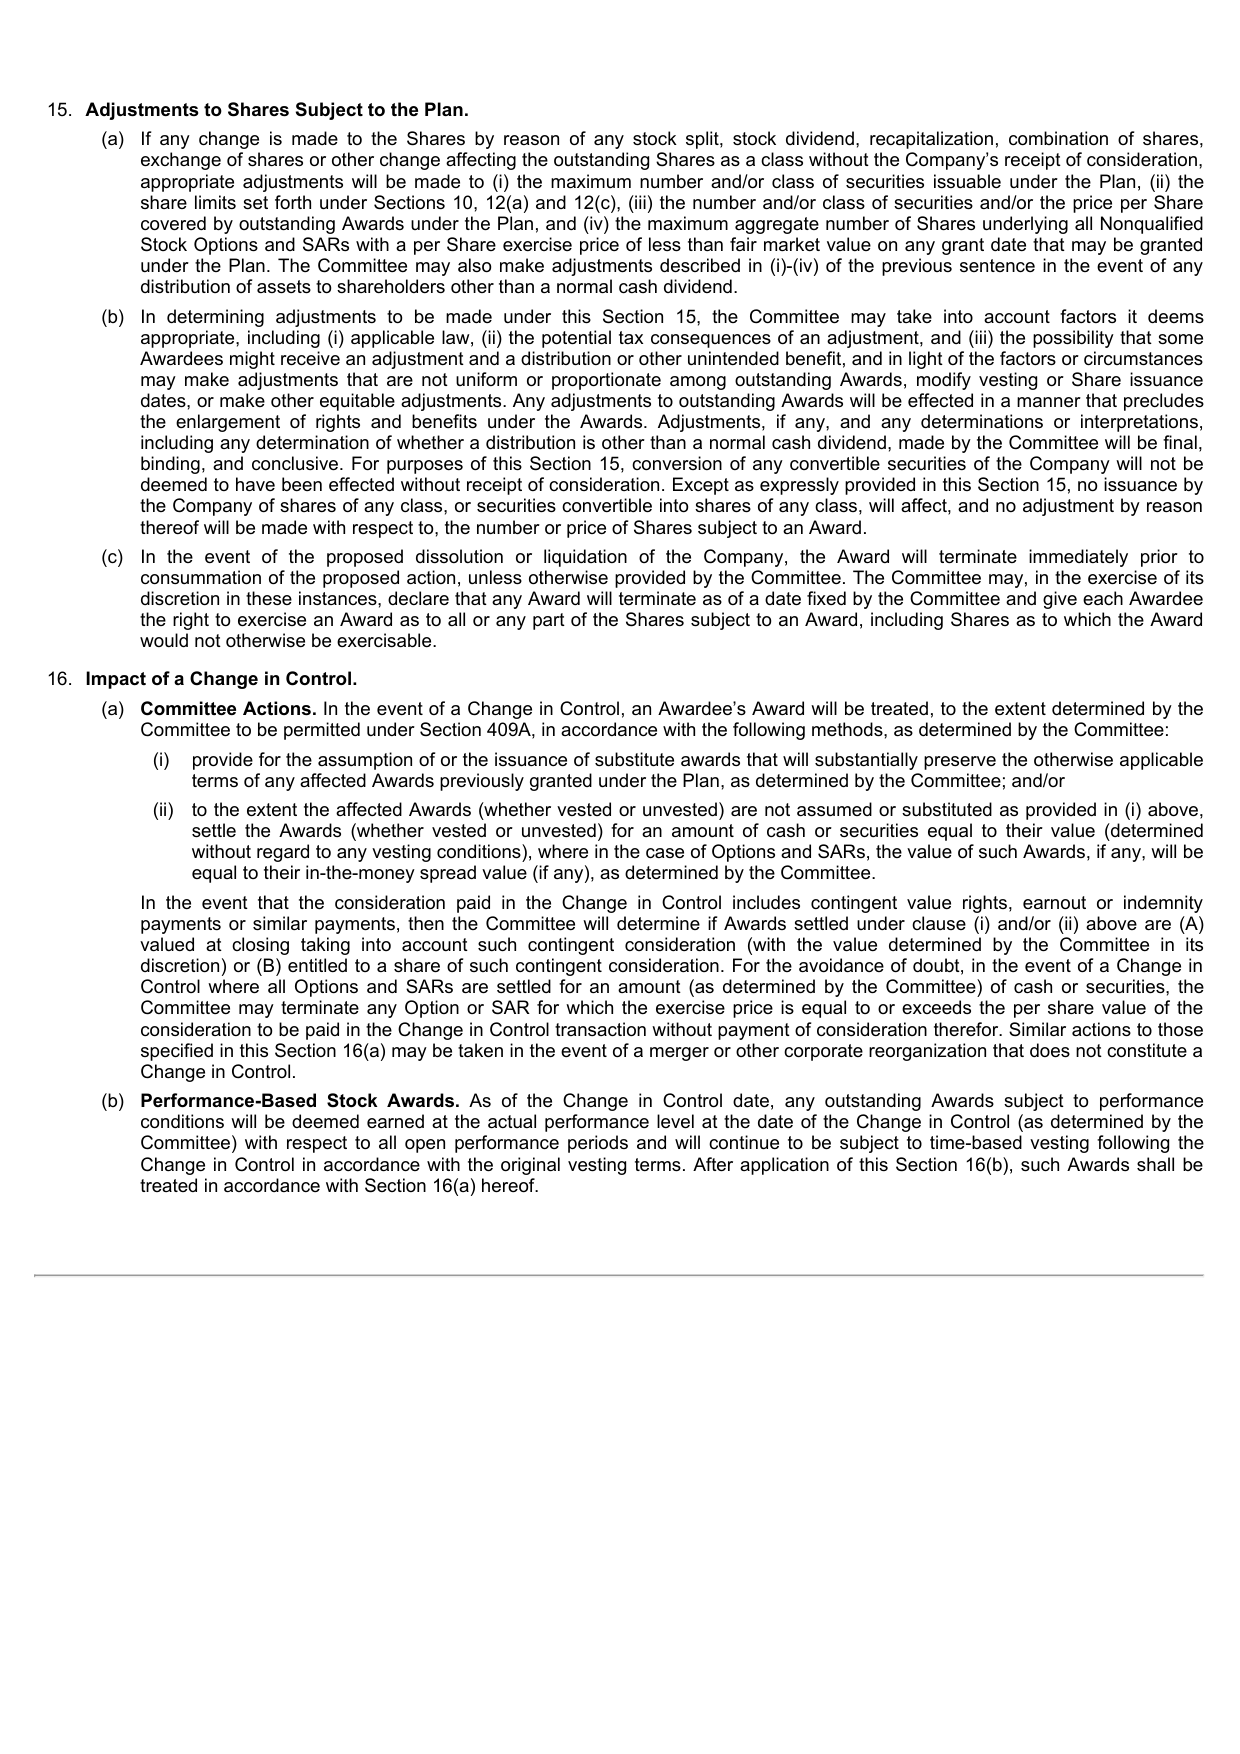 15. Adjustments to Shares Subject to the Plan.
(a) If any change is made to the Shares by reason of any stock split, stock dividend, recapitalization, combination of shares,
exchange of shares or other change affecting the outstanding Shares as a class without the Company’s receipt of consideration,
appropriate adjustments will be made to (i) the maximum number and/or class of securities issuable under the Plan, (ii) the
share limits set forth under Sections 10, 12(a) and 12(c), (iii) the number and/or class of securities and/or the price per Share
covered by outstanding Awards under the Plan, and (iv) the maximum aggregate number of Shares underlying all Nonqualified
Stock Options and SARs with a per Share exercise price of less than fair market value on any grant date that may be granted
under the Plan. The Committee may also make adjustments described in (i)-(iv) of the previous sentence in the event of any
distribution of assets to shareholders other than a normal cash dividend.
(b) In determining adjustments to be made under this Section 15, the Committee may take into account factors it deems
appropriate, including (i) applicable law, (ii) the potential tax consequences of an adjustment, and (iii) the possibility that some
Awardees might receive an adjustment and a distribution or other unintended benefit, and in light of the factors or circumstances
may make adjustments that are not uniform or proportionate among outstanding Awards, modify vesting or Share issuance
dates, or make other equitable adjustments. Any adjustments to outstanding Awards will be effected in a manner that precludes
the enlargement of rights and benefits under the Awards. Adjustments, if any, and any determinations or interpretations,
including any determination of whether a distribution is other than a normal cash dividend, made by the Committee will be final,
binding, and conclusive. For purposes of this Section 15, conversion of any convertible securities of the Company will not be
deemed to have been effected without receipt of consideration. Except as expressly provided in this Section 15, no issuance by
the Company of shares of any class, or securities convertible into shares of any class, will affect, and no adjustment by reason
thereof will be made with respect to, the number or price of Shares subject to an Award.
(c) In the event of the proposed dissolution or liquidation of the Company, the Award will terminate immediately prior to
consummation of the proposed action, unless otherwise provided by the Committee. The Committee may, in the exercise of its
discretion in these instances, declare that any Award will terminate as of a date fixed by the Committee and give each Awardee
the right to exercise an Award as to all or any part of the Shares subject to an Award, including Shares as to which the Award
would not otherwise be exercisable.
16. Impact of a Change in Control.
(a) Committee Actions. In the event of a Change in Control, an Awardee’s Award will be treated, to the extent determined by the
Committee to be permitted under Section 409A, in accordance with the following methods, as determined by the Committee:
(i) provide for the assumption of or the issuance of substitute awards that will substantially preserve the otherwise applicable
terms of any affected Awards previously granted under the Plan, as determined by the Committee; and/or
(ii) to the extent the affected Awards (whether vested or unvested) are not assumed or substituted as provided in (i) above,
settle the Awards (whether vested or unvested) for an amount of cash or securities equal to their value (determined
without regard to any vesting conditions), where in the case of Options and SARs, the value of such Awards, if any, will be
equal to their in-the-money spread value (if any), as determined by the Committee.
In the event that the consideration paid in the Change in Control includes contingent value rights, earnout or indemnity
payments or similar payments, then the Committee will determine if Awards settled under clause (i) and/or (ii) above are (A)
valued at closing taking into account such contingent consideration (with the value determined by the Committee in its
discretion) or (B) entitled to a share of such contingent consideration. For the avoidance of doubt, in the event of a Change in
Control where all Options and SARs are settled for an amount (as determined by the Committee) of cash or securities, the
Committee may terminate any Option or SAR for which the exercise price is equal to or exceeds the per share value of the
consideration to be paid in the Change in Control transaction without payment of consideration therefor. Similar actions to those
specified in this Section 16(a) may be taken in the event of a merger or other corporate reorganization that does not constitute a
Change in Control.
(b) Performance-Based Stock Awards. As of the Change in Control date, any outstanding Awards subject to performance
conditions will be deemed earned at the actual performance level at the date of the Change in Control (as determined by the
Committee) with respect to all open performance periods and will continue to be subject to time-based vesting following the
Change in Control in accordance with the original vesting terms. After application of this Section 16(b), such Awards shall be
treated in accordance with Section 16(a) hereof.